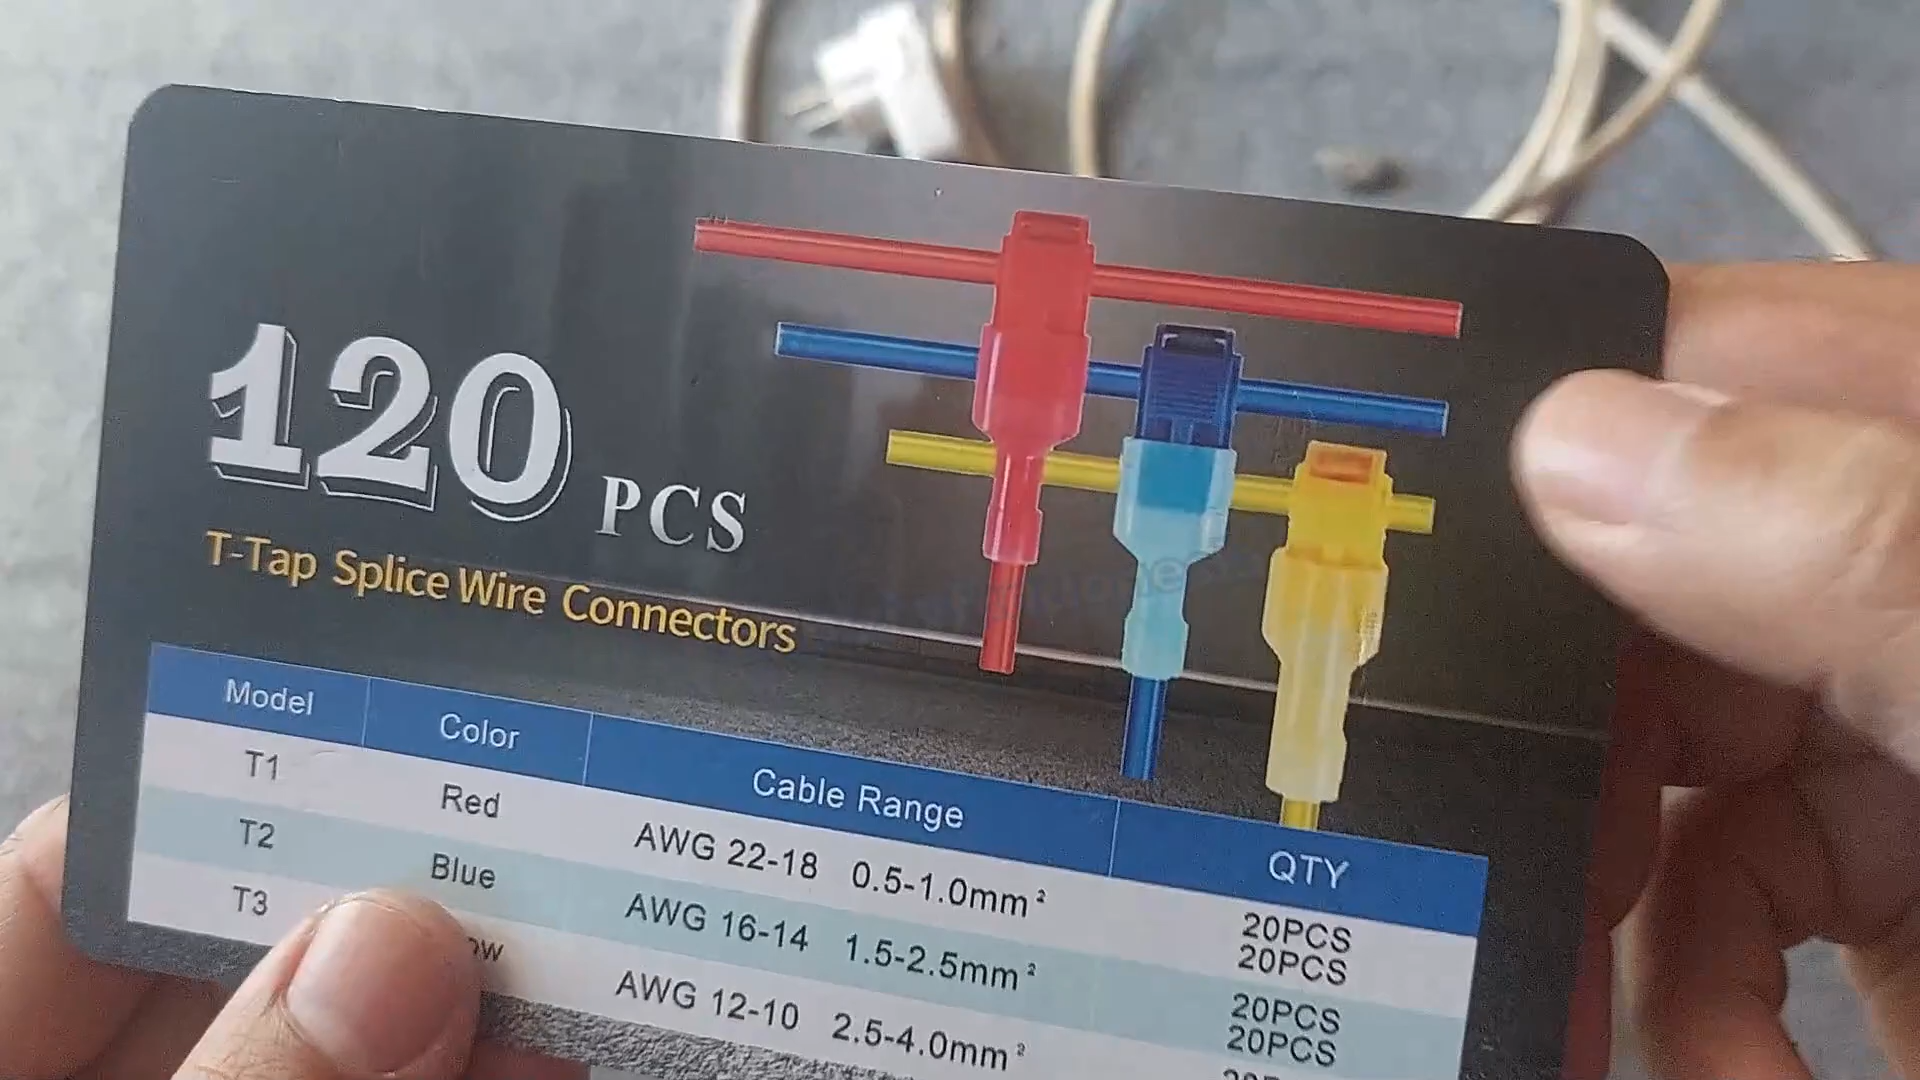 120 PCS
T-Tap Splice Wire Connectors
Model Color Cable Range QTY
T1 Red AWG 22-18 0.5-1.0mm² 20PCS
20PCS
T2 Blue AWG 16-14 1.5-2.5mm² 20PCS
20PCS
T3 ow AWG 12-10 2.5-4.0mm²